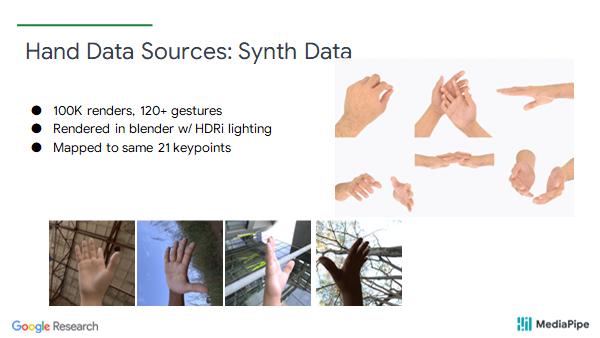 Hand Data Sources: Synth Data
● 100K renders, 120+ gestures
● Rendered in blender w/ HDRi lighting
● Mapped to same 21 keypoints
Google Research
MediaPipe